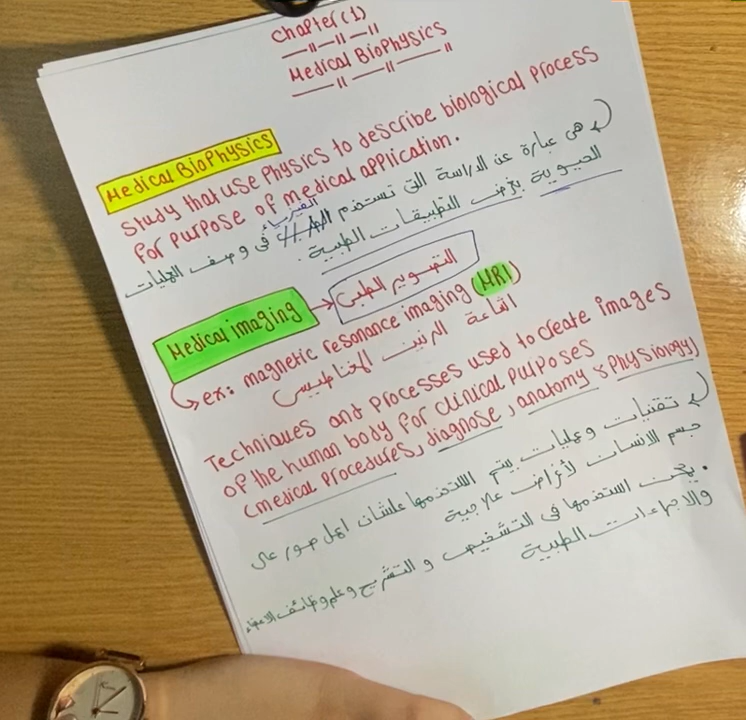 Chapter(1)
Medical BioPhysics
Medical BioPhysics
Study that use Physics to describe biological process
for purpose of medical application.
هي عبارة عن الدراسة التي تستخدم الفيزياء في وصف العمليات
الحيوية بغرض التطبيقات الطبية.
Medical imaging → التصوير الطبي
ex: magnetic resonance imaging (MRI)
اشاعة الرنين المغناطيسي
Techniques and Processes used to create images
of the human body for clinical purposes
(medical procedures, diagnose, anatomy & physiology)
تقنيات وعمليات يتم استخدمها علشان اعمل صور على
جسم الانسان لأغراض علاجية
. يمكن استخدمها في التشخيص و التشريح وعلم وظائف الاعضاء
والاجراءات الطبية